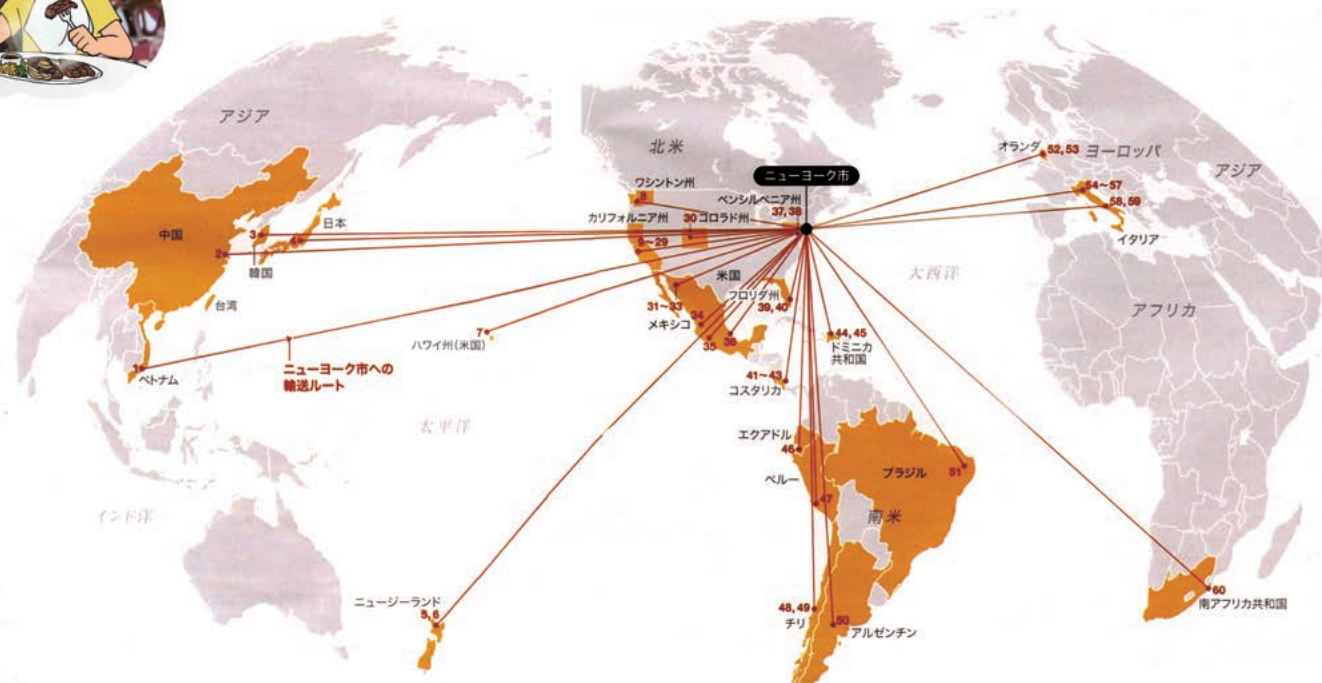 アジア
中国
日本
3
4
2
韓国
台湾
1
ベトナム
ニューヨーク市への
輸送ルート
7
ハワイ州(米国)
太平洋
インド洋
ニュージーランド
5, 6
北米
ニューヨーク市
ワシントン州
8
ペンシルベニア州
37, 38
カリフォルニア州
30 コロラド州
9～29
米国
フロリダ州
39, 40
31～33
メキシコ
34
35
36
大西洋
44, 45
ドミニカ
共和国
41～43
コスタリカ
エクアドル
46
ペルー
47
ブラジル
51
南米
48, 49
チリ
50
アルゼンチン
オランダ
52, 53
ヨーロッパ
アジア
54～57
58, 59
イタリア
アフリカ
60
南アフリカ共和国